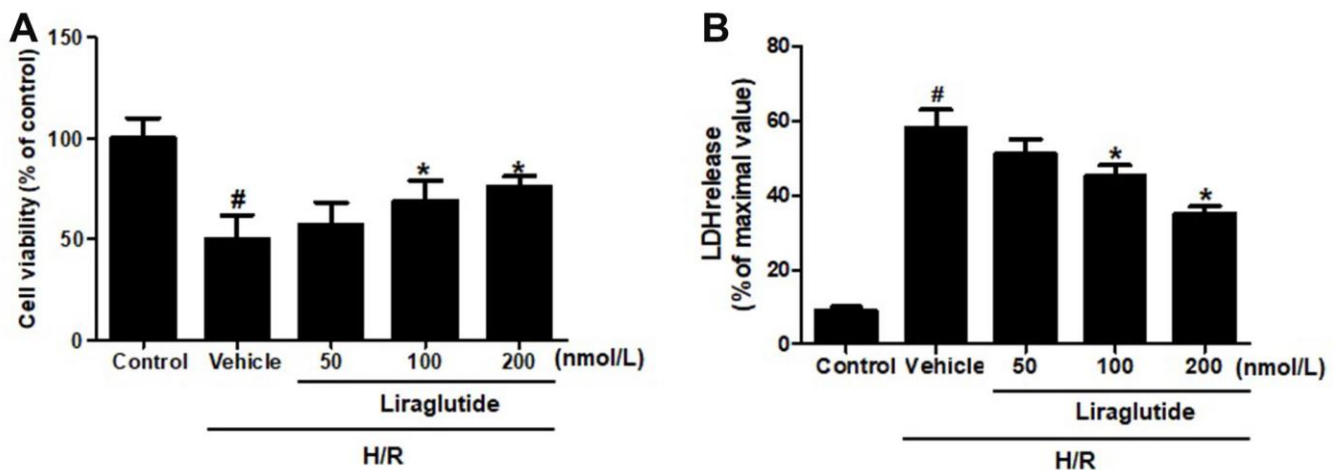 A
Cell viability (% of control)
150
100
50
0
#
*
*
Control Vehicle 50 100 200 (nmol/L)
Liraglutide
H/R
B
LDHrelease
(%of maximal value)
80
60
40
20
0
#
*
*
Control Vehicle 50 100 200 (nmol/L)
Liraglutide
H/R